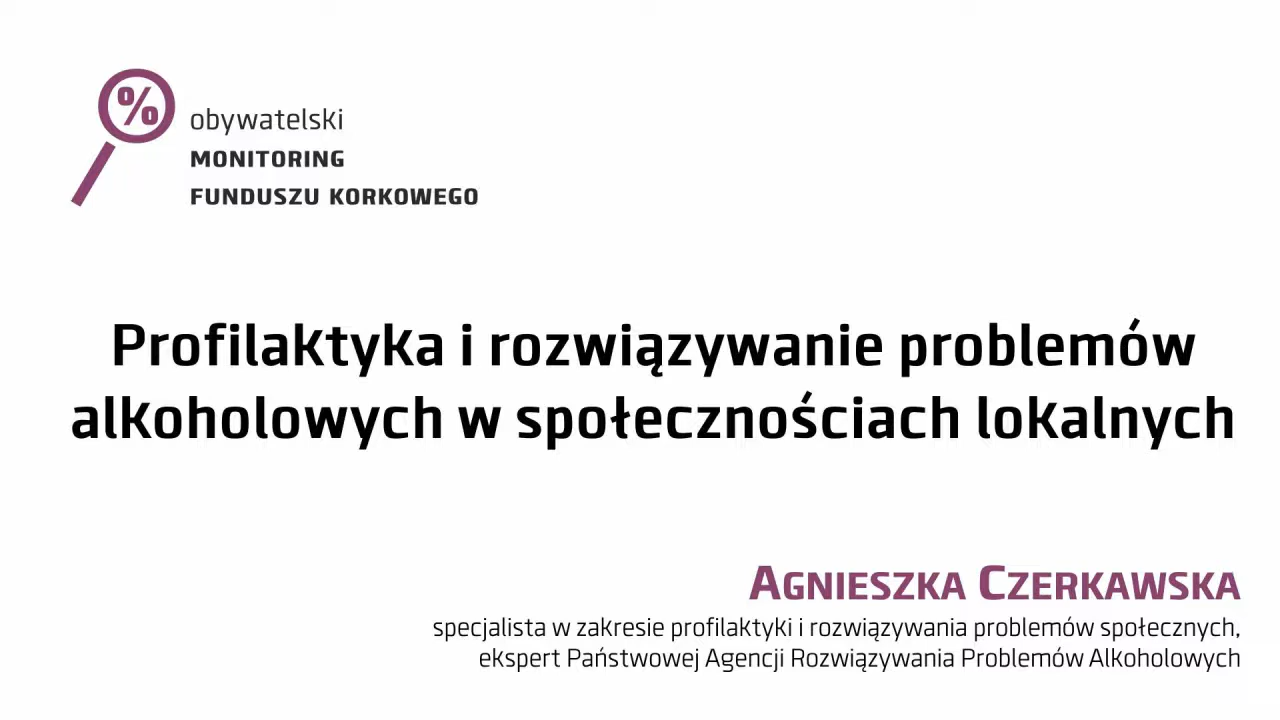 %
obywatelski
MONITORING
FUNDUSZU KORKOWEGO
Profilaktyka i rozwiązywanie problemów
alkoholowych w społecznościach lokalnych
AGNIESZKA CZERKAWSKA
specjalista w zakresie profilaktyki i rozwiązywania problemów społecznych,
ekspert Państwowej Agencji Rozwiązywania Problemów Alkoholowych